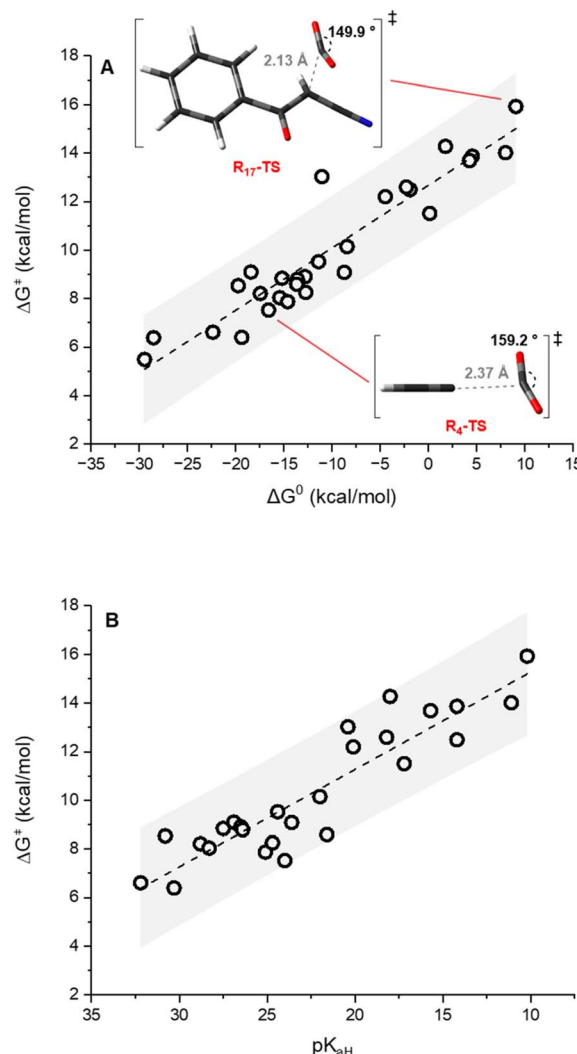 A
149.9 °
‡
2.13 Å
R₁₇-TS
159.2 °
‡
2.37 Å
R₄-TS
ΔG‡ (kcal/mol)
18
16
14
12
10
8
6
4
2
−35 −30 −25 −20 −15 −10 −5 0 5 10 15
ΔG⁰ (kcal/mol)
B
ΔG‡ (kcal/mol)
18
16
14
12
10
8
6
4
2
35 30 25 20 15 10
pKaH